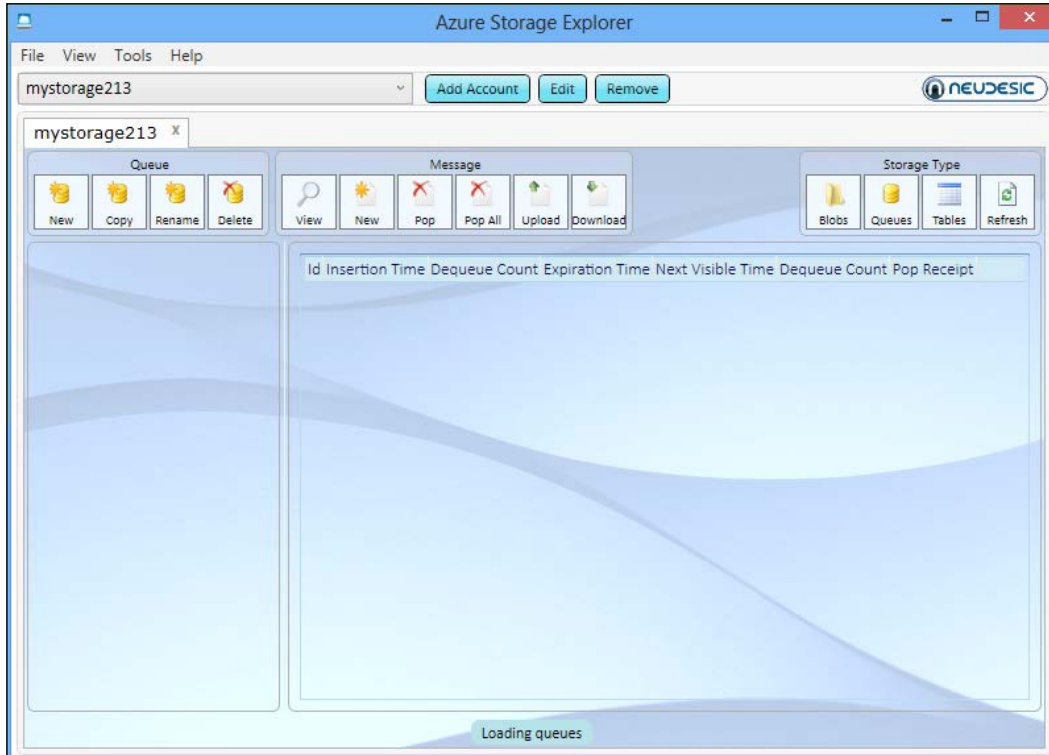 Azure Storage Explorer
File View Tools Help
mystorage213 Add Account Edit Remove NEUDESIC
mystorage213 x
Queue Message Storage Type
New Copy Rename Delete View New Pop Pop All Upload Download Blobs Queues Tables Refresh
Id Insertion Time Dequeue Count Expiration Time Next Visible Time Dequeue Count Pop Receipt
Loading queues